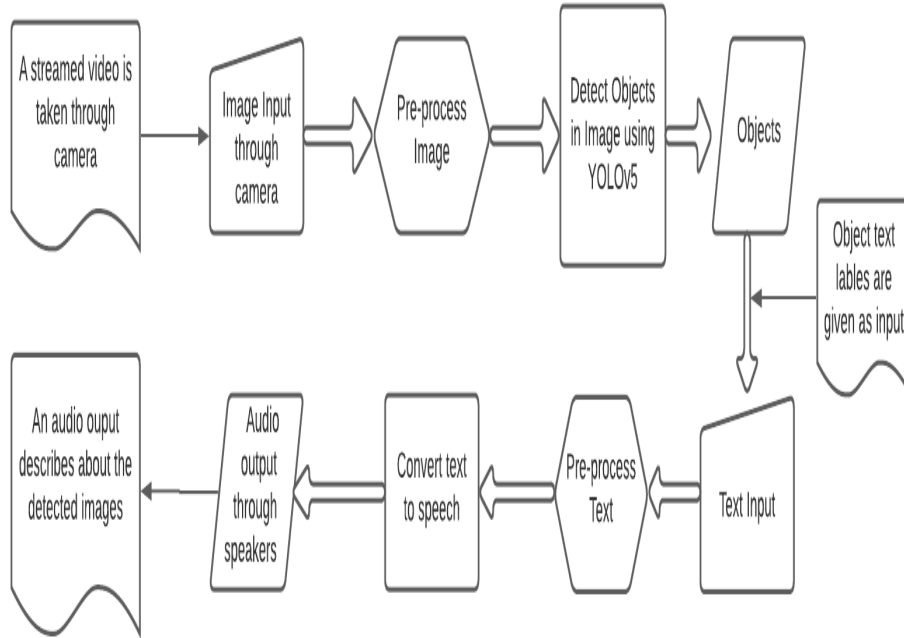 A streamed video is
taken through
camera
Image Input
through
camera
Pre-process
Image
Detect Objects
in Image using
YOLOv5
Objects
Object text
lables are
given as input
Text Input
Pre-process
Text
Convert text
to speech
Audio
output
through
speakers
An audio ouput
describes about the
detected images